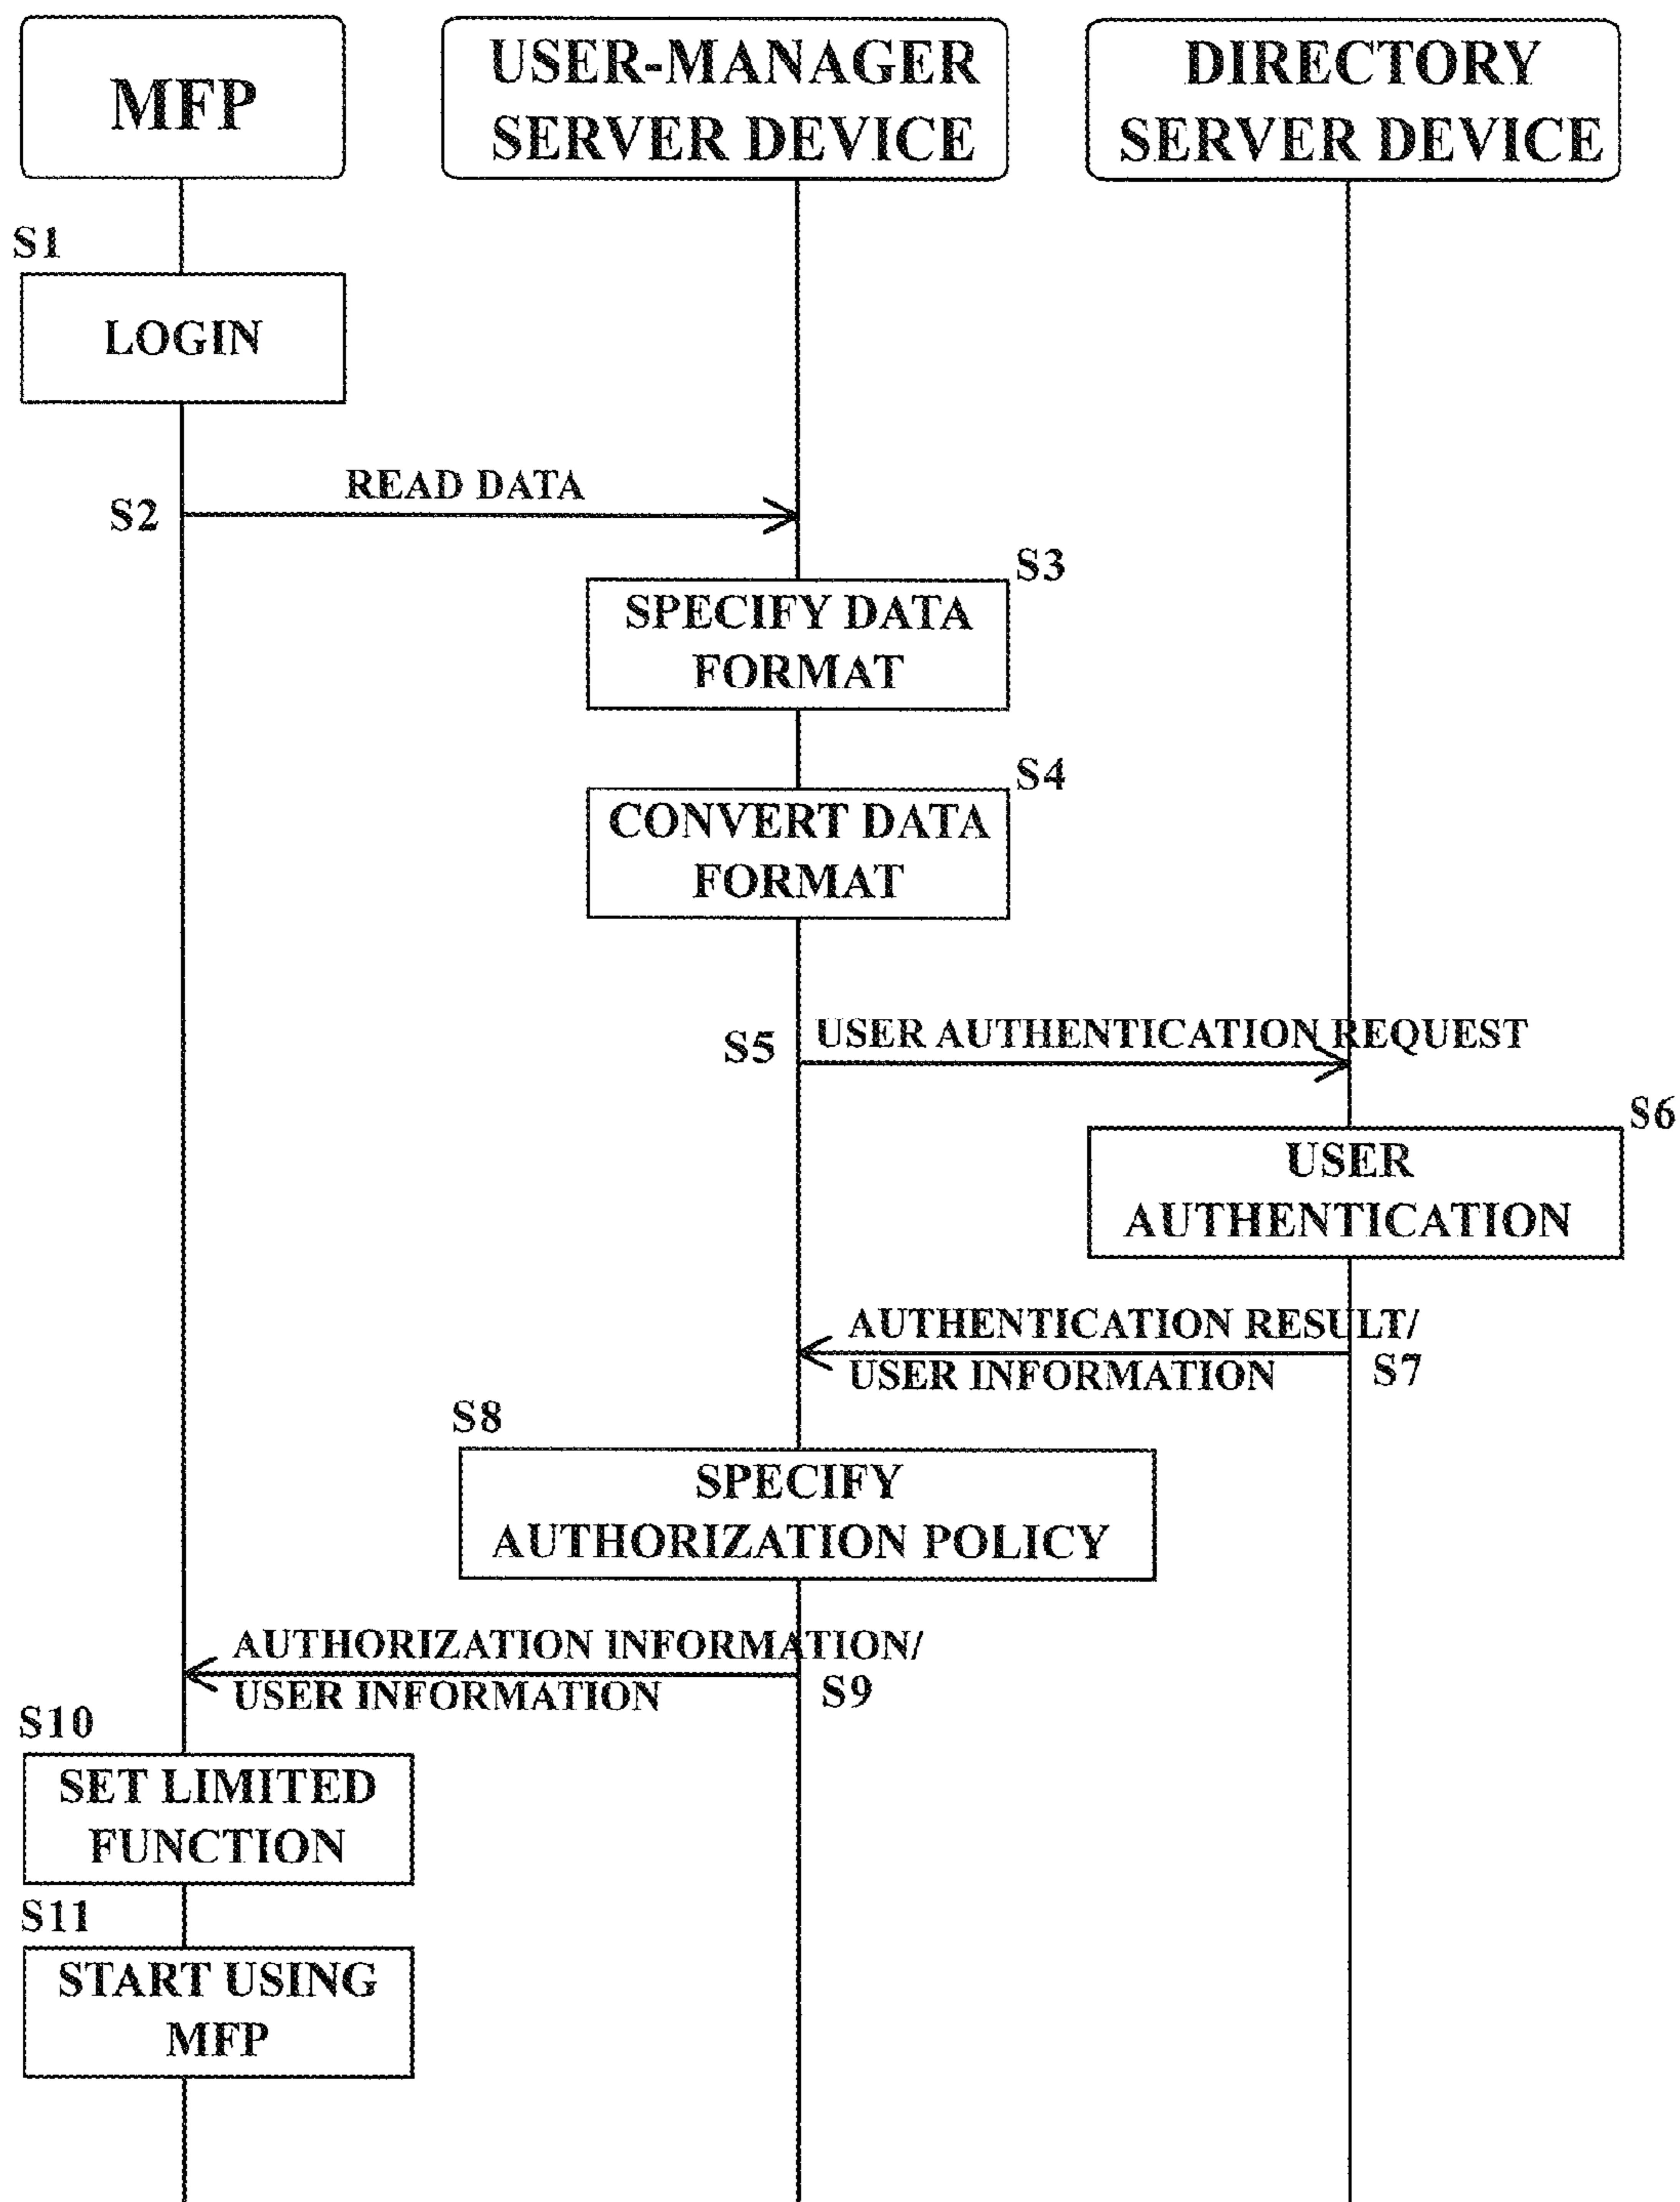 MFP
USER-MANAGER
SERVER DEVICE
DIRECTORY
SERVER DEVICE
S1
LOGIN
READ DATA
S2
S3
SPECIFY DATA
FORMAT
S4
CONVERT DATA
FORMAT
S5
USER AUTHENTICATION REQUEST
S6
USER
AUTHENTICATION
AUTHENTICATION RESULT/
USER INFORMATION
S7
S8
SPECIFY
AUTHORIZATION POLICY
AUTHORIZATION INFORMATION/
USER INFORMATION
S9
S10
SET LIMITED
FUNCTION
S11
START USING
MFP